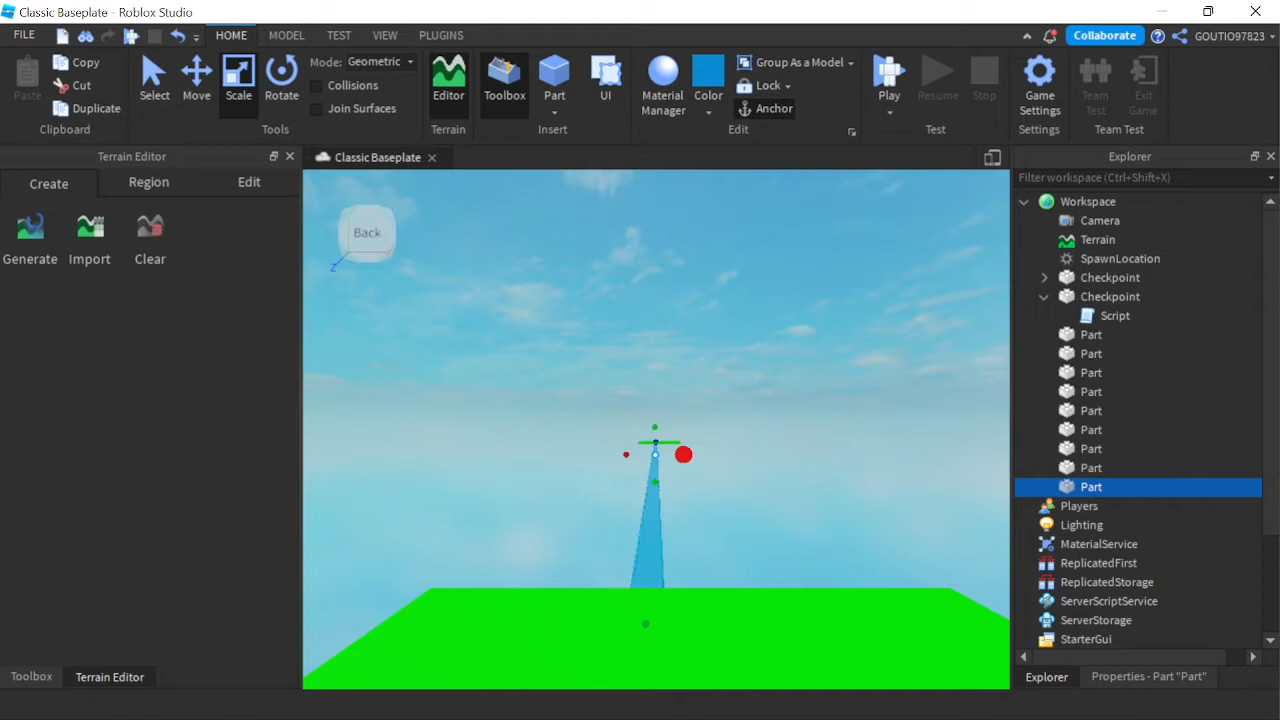 Classic Baseplate - Roblox Studio
FILE HOME MODEL TEST VIEW PLUGINS Collaborate GOUTIO97823
Paste Copy Cut Duplicate Clipboard
Select Move Scale Rotate Mode: Geometric Collisions Join Surfaces Tools
Editor Terrain
Toolbox Part UI Insert
Material Manager Color Group As a Model Lock Anchor Edit
Play Resume Stop Test
Game Settings Settings
Team Test Exit Game Team Test
Terrain Editor
Create Region Edit
Generate Import Clear
Classic Baseplate
Back
Z
Explorer
Filter workspace (Ctrl+Shift+X)
Workspace
Camera
Terrain
SpawnLocation
Checkpoint
Checkpoint
Script
Part
Part
Part
Part
Part
Part
Part
Part
Part
Players
Lighting
MaterialService
ReplicatedFirst
ReplicatedStorage
ServerScriptService
ServerStorage
StarterGui
Toolbox Terrain Editor
Explorer Properties - Part "Part"